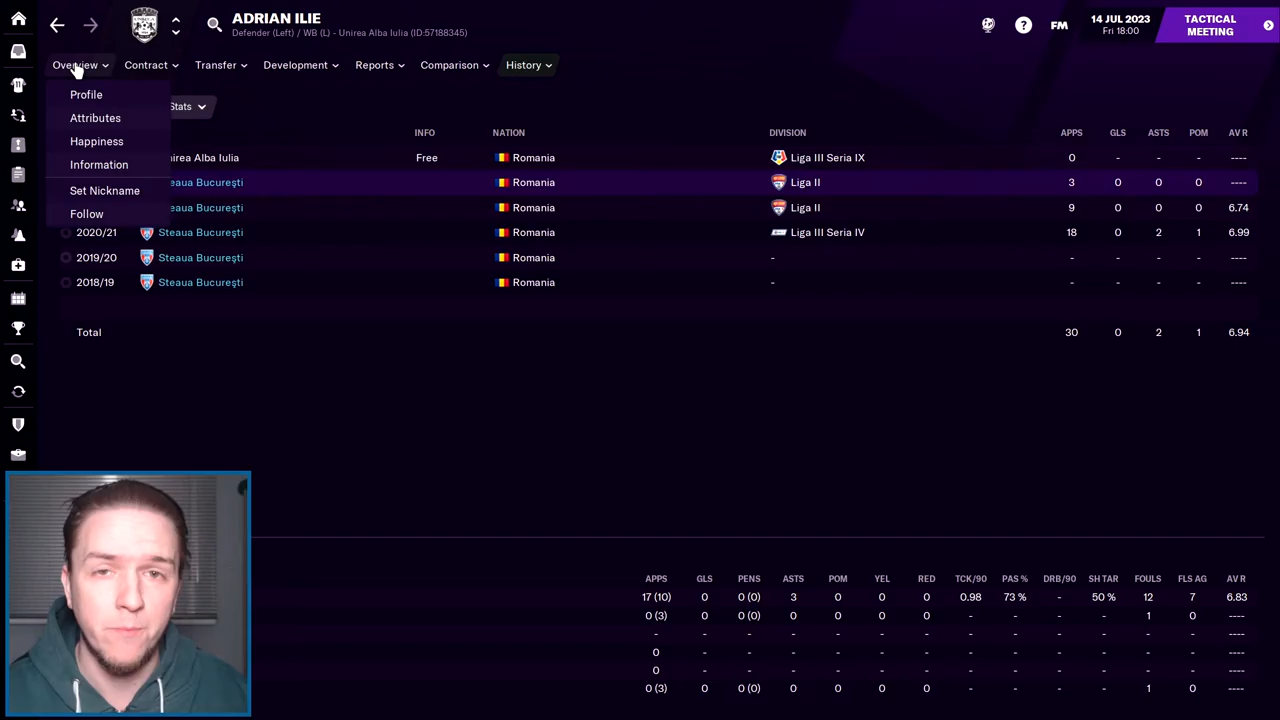 ADRIAN ILIE
Defender (Left) / WB (L) - Unirea Alba Iulia (ID:57188345)
FM
14 JUL 2023
Fri 18:00
TACTICAL MEETING
Overview Contract Transfer Development Reports Comparison History
Profile
Attributes
Happiness
Information
Set Nickname
Follow
Stats
INFO NATION DIVISION APPS GLS ASTS POM AV R
Alba Iulia Free Romania Liga III Seria IX 0 - - - ----
Bucureşti Romania Liga II 3 0 0 0 ----
Bucureşti Romania Liga II 9 0 0 0 6.74
2020/21 Steaua Bucureşti Romania Liga III Seria IV 18 0 2 1 6.99
2019/20 Steaua Bucureşti Romania - - - - - ----
2018/19 Steaua Bucureşti Romania - - - - - ----
Total 30 0 2 1 6.94
APPS GLS PENS ASTS POM YEL RED TCK/90 PAS % DRB/90 SH TAR FOULS FLS AG AV R
17 (10) 0 0 (0) 3 0 0 0 0.98 73 % - 50 % 12 7 6.83
0 (3) 0 0 (0) 0 0 0 0 - - - - 1 0 ----
- - - - - - - - - - - - - ----
0 - - - - - - - - - - - - ----
0 - - - - - - - - - - - - ----
0 (3) 0 0 (0) 0 0 0 0 - - - - 1 0 ----